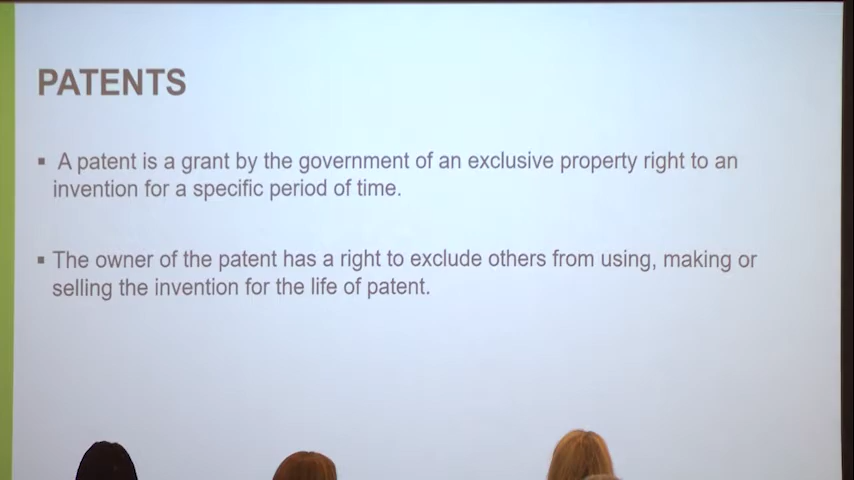 PATENTS
▪ A patent is a grant by the government of an exclusive property right to an
invention for a specific period of time.
▪ The owner of the patent has a right to exclude others from using, making or
selling the invention for the life of patent.